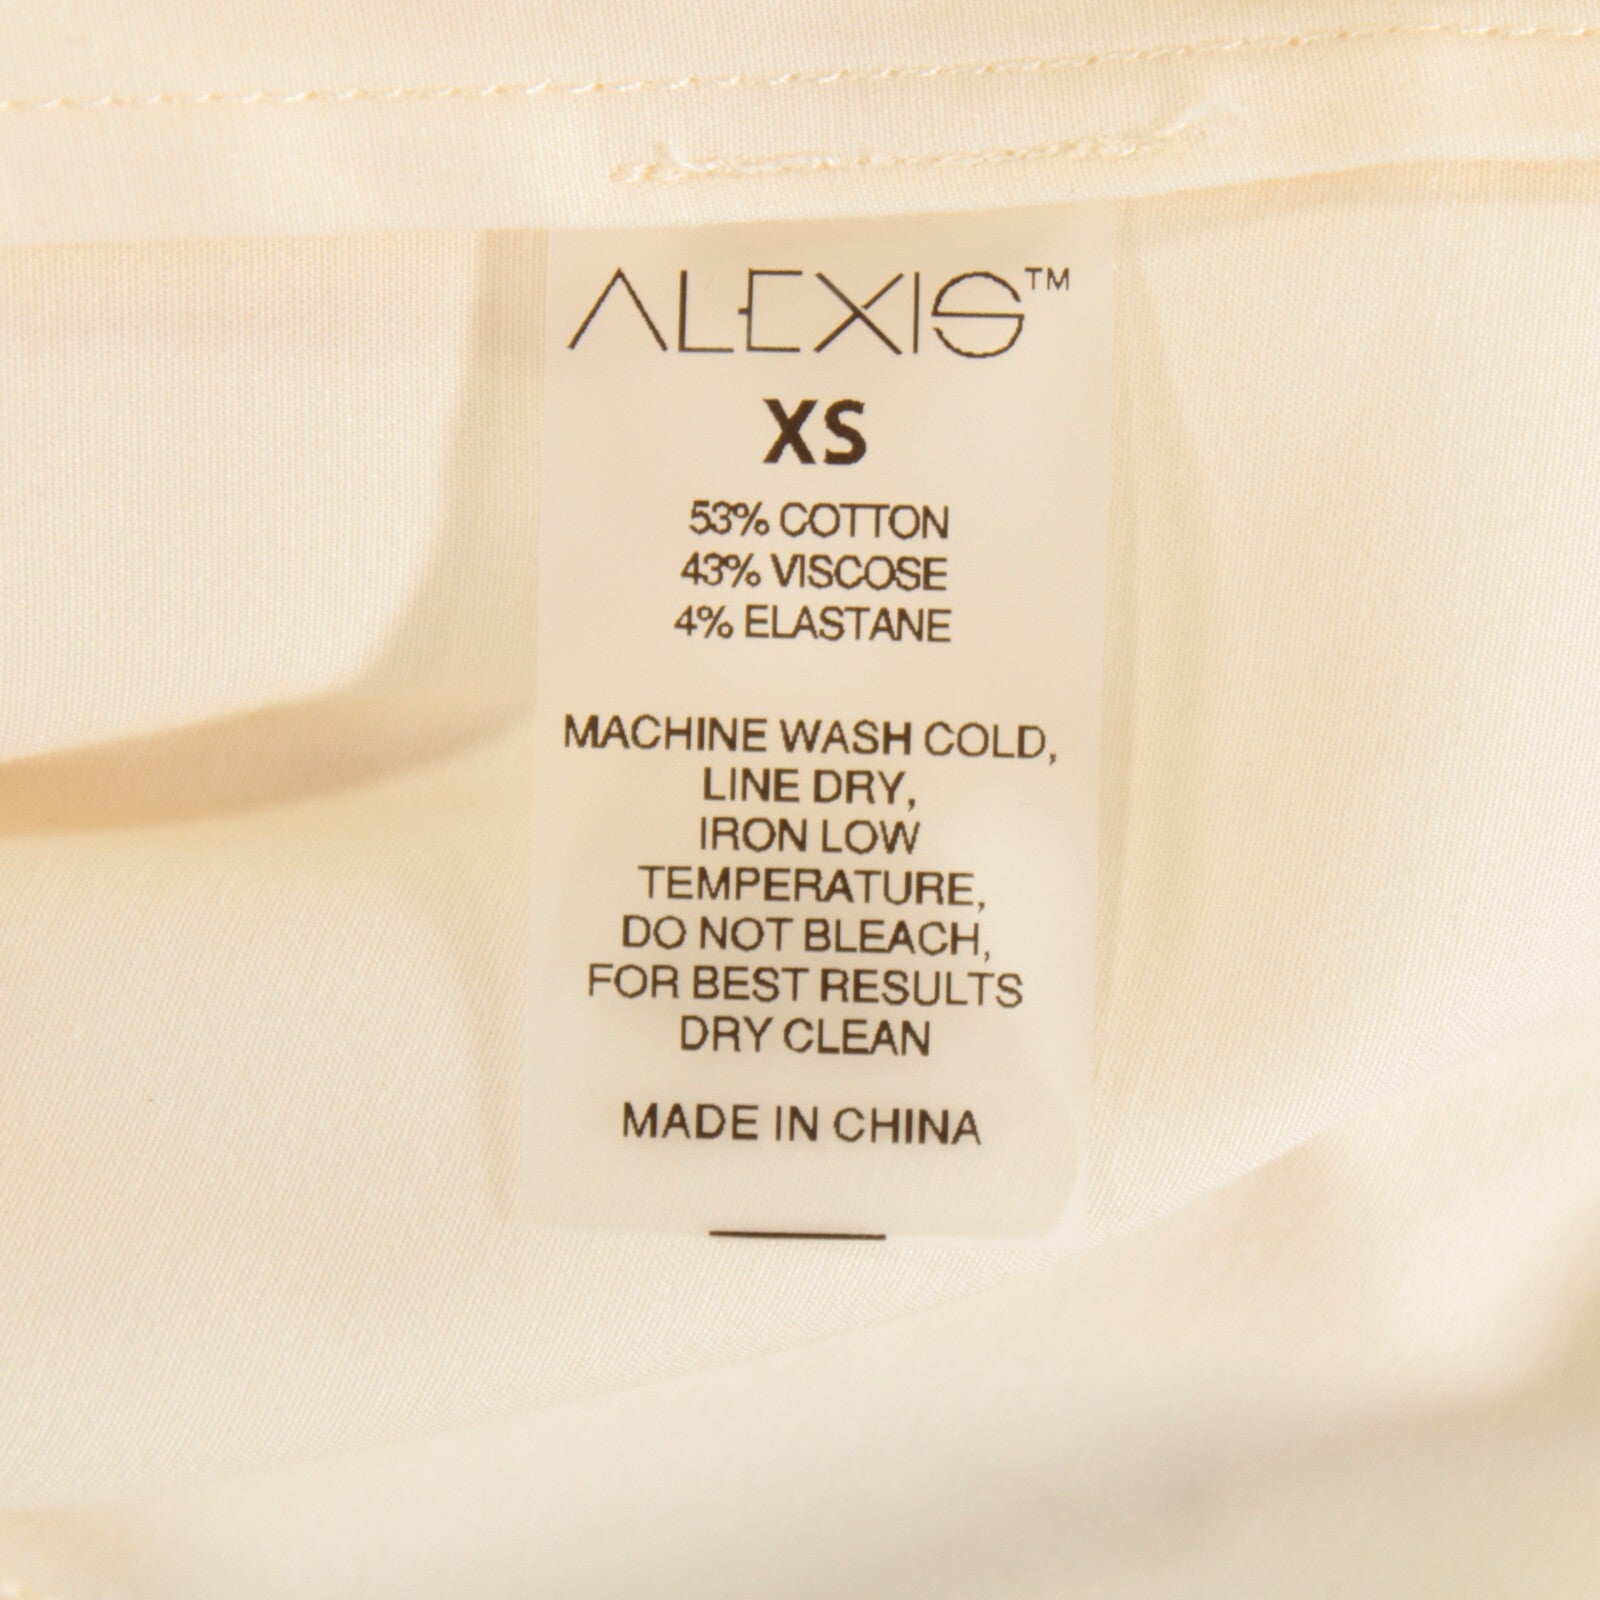 ALEXIS™
XS
53% COTTON
43% VISCOSE
4% ELASTANE
MACHINE WASH COLD,
LINE DRY,
IRON LOW
TEMPERATURE,
DO NOT BLEACH,
FOR BEST RESULTS
DRY CLEAN
MADE IN CHINA